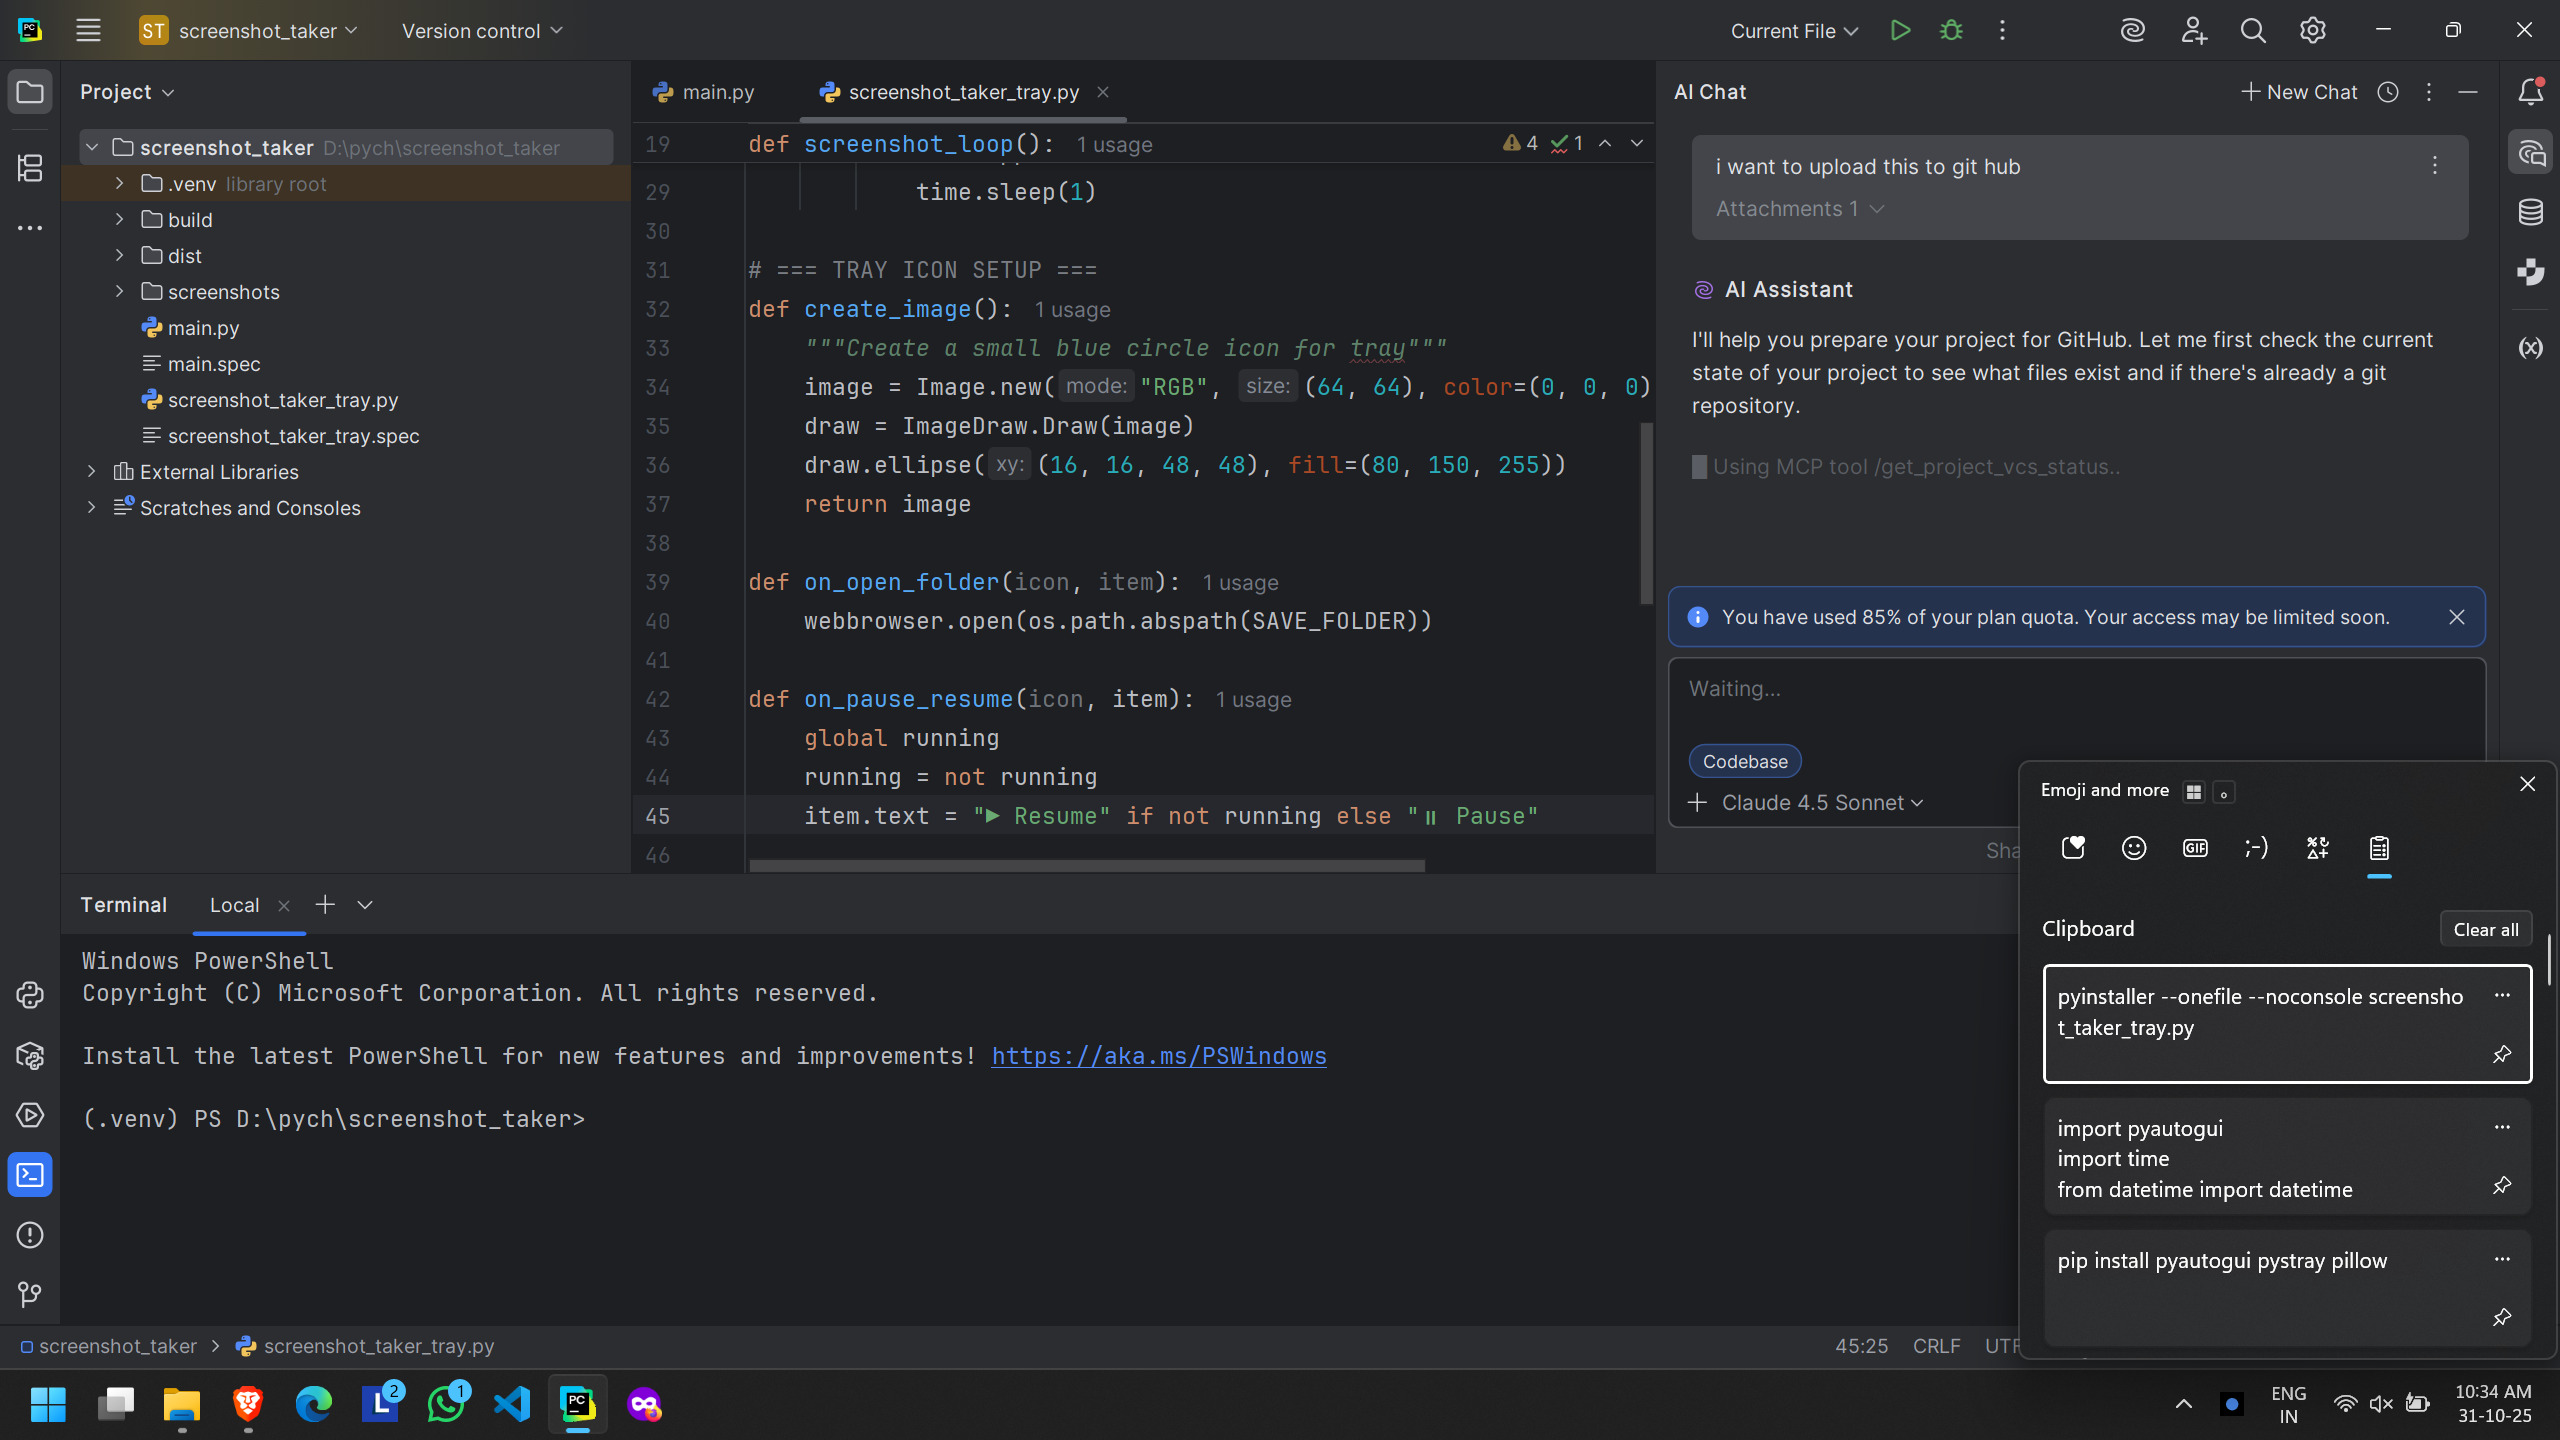 PC
ST screenshot_taker
Version control
Current File
Project
screenshot_taker D:\pych\screenshot_taker
.venv library root
build
dist
screenshots
main.py
main.spec
screenshot_taker_tray.py
screenshot_taker_tray.spec
External Libraries
Scratches and Consoles
main.py
screenshot_taker_tray.py
19 def screenshot_loop(): 1 usage
4 1
29 time.sleep(1)
30
31 # === TRAY ICON SETUP ===
32 def create_image(): 1 usage
33 """Create a small blue circle icon for tray"""
34 image = Image.new( mode: "RGB", size: (64, 64), color=(0, 0, 0)
35 draw = ImageDraw.Draw(image)
36 draw.ellipse( xy: (16, 16, 48, 48), fill=(80, 150, 255))
37 return image
38
39 def on_open_folder(icon, item): 1 usage
40 webbrowser.open(os.path.abspath(SAVE_FOLDER))
41
42 def on_pause_resume(icon, item): 1 usage
43 global running
44 running = not running
45 item.text = "▶ Resume" if not running else "⏸ Pause"
46
AI Chat
New Chat
i want to upload this to git hub
Attachments 1
AI Assistant
I'll help you prepare your project for GitHub. Let me first check the current
state of your project to see what files exist and if there's already a git
repository.
Using MCP tool /get_project_vcs_status..
You have used 85% of your plan quota. Your access may be limited soon.
Waiting...
Codebase
Claude 4.5 Sonnet
Sha
Emoji and more
GIF
;-)
Clipboard
Clear all
pyinstaller --onefile --noconsole screensho
t_taker_tray.py
import pyautogui
import time
from datetime import datetime
pip install pyautogui pystray pillow
Terminal
Local
Windows PowerShell
Copyright (C) Microsoft Corporation. All rights reserved.
Install the latest PowerShell for new features and improvements! https://aka.ms/PSWindows
(.venv) PS D:\pych\screenshot_taker>
screenshot_taker > screenshot_taker_tray.py
45:25 CRLF UTF
L 2
1
PC
ENG
IN
10:34 AM
31-10-25